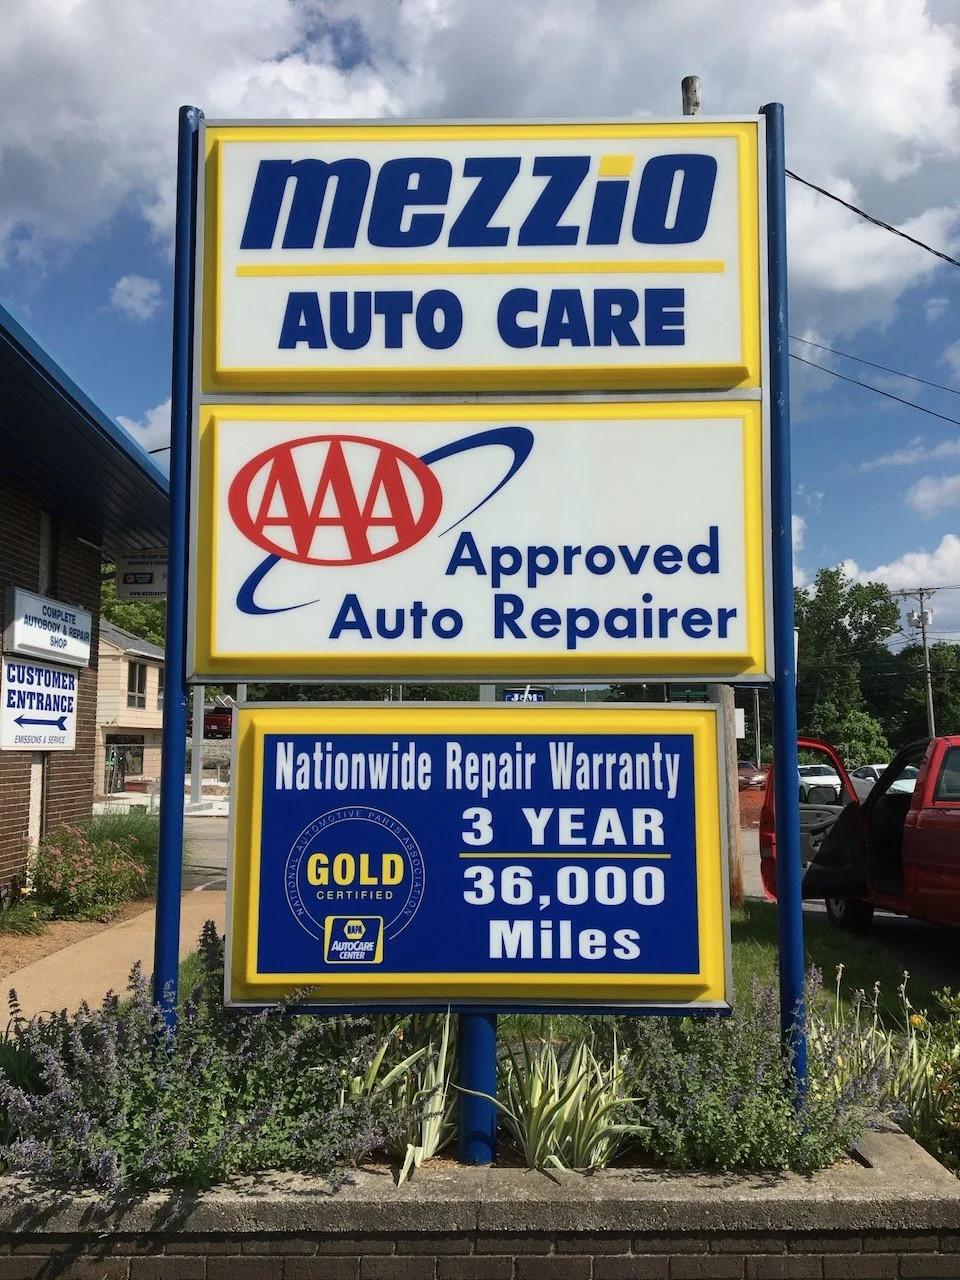 mezzio
AUTO CARE
AAA
Approved
Auto Repairer
Nationwide Repair Warranty
NATIONAL AUTOMOTIVE PARTS ASSOCIATION
GOLD
CERTIFIED
NAPA
AUTOCARE
CENTER
3 YEAR
36,000
Miles
COMPLETE
AUTOBODY & REPAIR
SHOP
CUSTOMER
ENTRANCE
EMISSIONS & SERVICE